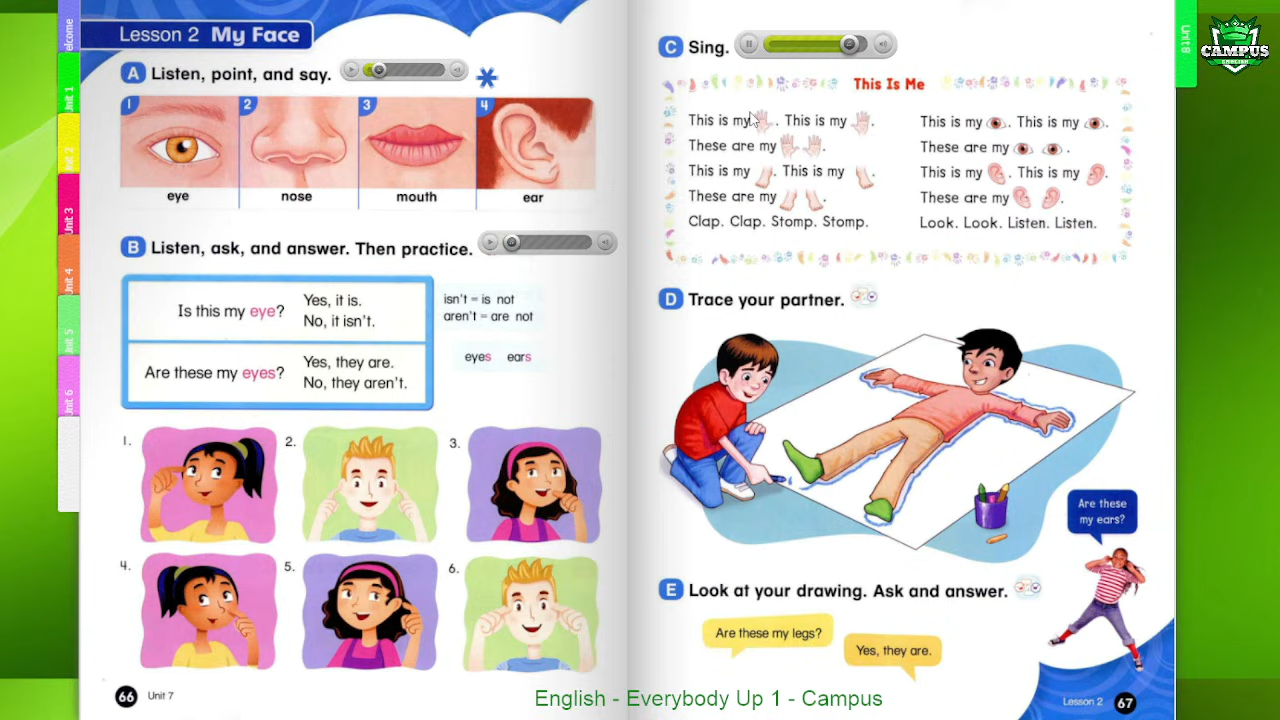 elcome
Unit 1
Unit 2
Unit 3
Unit 4
Unit 5
Unit 6
Lesson 2 My Face
A Listen, point, and say.
1
2
3
4
eye
nose
mouth
ear
B Listen, ask, and answer. Then practice.
Is this my eye?
Yes, it is.
No, it isn't.
Are these my eyes?
Yes, they are.
No, they aren't.
isn't = is not
aren't = are not
eyes ears
1.
2.
3.
4.
5.
6.
66 Unit 7
C Sing.
This Is Me
This is my . This is my .
These are my .
This is my . This is my .
These are my .
Clap. Clap. Stomp. Stomp.
This is my . This is my .
These are my .
This is my . This is my .
These are my .
Look. Look. Listen. Listen.
D Trace your partner.
E Look at your drawing. Ask and answer.
Are these my legs?
Yes, they are.
Are these
my ears?
Lesson 2 67
Unit 8
CAMPUS
ENGLISH
English - Everybody Up 1 - Campus